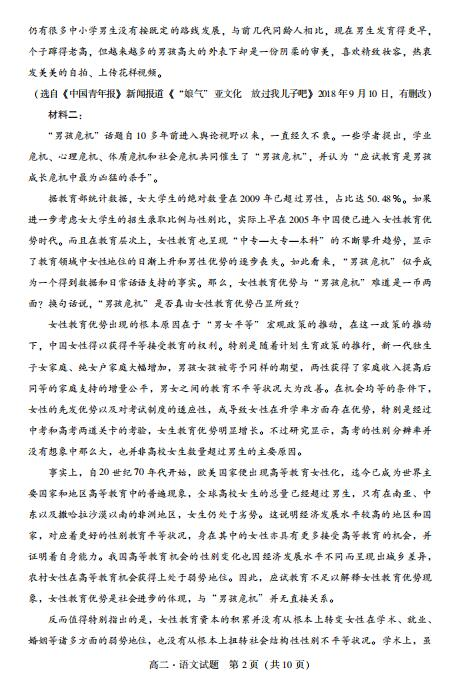 仍有很多中小学男生没有按既定的路线发展，与前几代同龄人相比，现在男生发育得更早，
个子蹿得老高，但越来越多的男孩高大的外表下却是一份阴柔的审美，喜欢精致妆容，热衷
发美美的自拍、上传花样视频。
（选自《中国青年报》新闻报道《“娘气”亚文化　放过我儿子吧》2018年9月10日，有删改）
材料二：
“男孩危机”话题自10多年前进入舆论视野以来，一直经久不衰。一些学者提出，学业
危机、心理危机、体质危机和社会危机共同催生了“男孩危机”，并认为“应试教育是男孩
成长危机中最为凶猛的杀手”。
据教育部统计数据，女大学生的绝对数量在2009年已超过男性，占比达50.48%。如果
进一步考虑女大学生的招生录取比例与性别比，实际上早在2005年中国便已进入女性教育优
势时代。而且在教育层次上，女性教育也呈现“中专—大专—本科”的不断攀升趋势，显示
了教育领域中女性地位的日渐上升和男性优势的逐步丧失。如此看来，“男孩危机”似乎成
为一个得到数据和日常话语支持的事实。那么，女性教育优势与“男孩危机”难道是一币两
面？换句话说，“男孩危机”是否真由女性教育优势凸显所致？
女性教育优势出现的根本原因在于“男女平等”宏观政策的推动，在这一政策的推动
下，中国女性得以获得平等接受教育的权利。特别是随着计划生育政策的推行，新一代独生
子女家庭、纯女户家庭大幅增加，男孩女孩被寄予同样的期望，两性获得了家庭收入提高后
同等的家庭支持的增量公平，男女之间的教育不平等状况大为改善。在机会均等的条件下，
女性的先发优势以及对考试制度的适应性，或导致女性在升学率方面存在优势，特别是经过
中考和高考两道关卡的考验，女生教育优势明显增长。不过研究显示，高考的性别分辨率并
没有想象中那么大，也并非高校女生数量超过男生的主要原因。
事实上，自20世纪70年代开始，欧美国家便出现高等教育女性化，迄今已成为世界主
要国家和地区高等教育中的普遍现象，全球高校女生的总量已经超过男生，只有在南亚、中
东以及撒哈拉沙漠以南的非洲地区，女生仍处于劣势。这说明经济发展水平较高的地区和国
家，对应着更好的性别教育平等状况，身在其中的女性亦具有更多接受高等教育的机会，并
证明着自身能力。我国高等教育机会的性别变化也因经济发展水平不同而呈现出城乡差异，
农村女性在高等教育机会获得上处于弱势地位。因此，应试教育不足以解释女性教育优势现
象，女性教育优势是社会进步的体现，与“男孩危机”并无直接关系。
反而值得特别指出的是，女性教育资本的积累并没有从根本上转变女性在学术、就业、
婚姻等诸多方面的弱势地位，也没有从根本上扭转社会结构性性别不平等状况。学术上，虽
高二·语文试题　第2页（共10页）